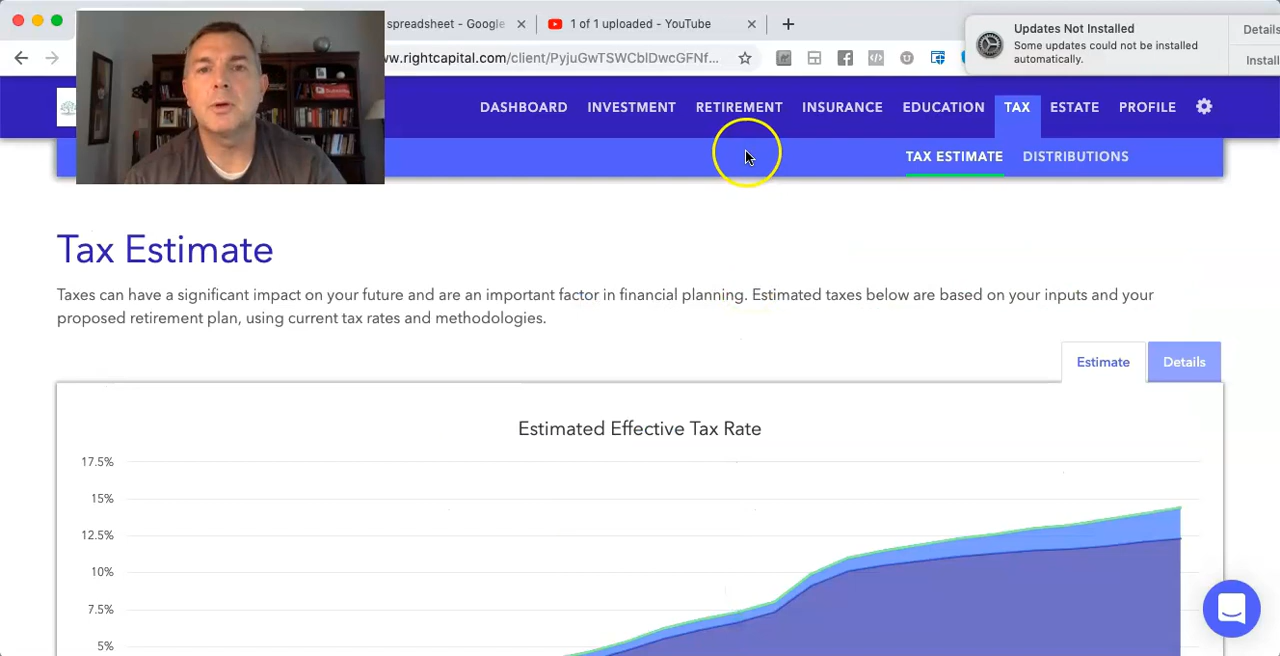 spreadsheet - Google
1 of 1 uploaded - YouTube
Updates Not Installed
Some updates could not be installed
automatically.
Details
Install
w.rightcapital.com/client/PyjuGwTSWCblDwcGFNf...
DASHBOARD INVESTMENT RETIREMENT INSURANCE EDUCATION TAX ESTATE PROFILE
TAX ESTIMATE DISTRIBUTIONS
Tax Estimate
Taxes can have a significant impact on your future and are an important factor in financial planning. Estimated taxes below are based on your inputs and your
proposed retirement plan, using current tax rates and methodologies.
Estimate Details
Estimated Effective Tax Rate
17.5%
15%
12.5%
10%
7.5%
5%